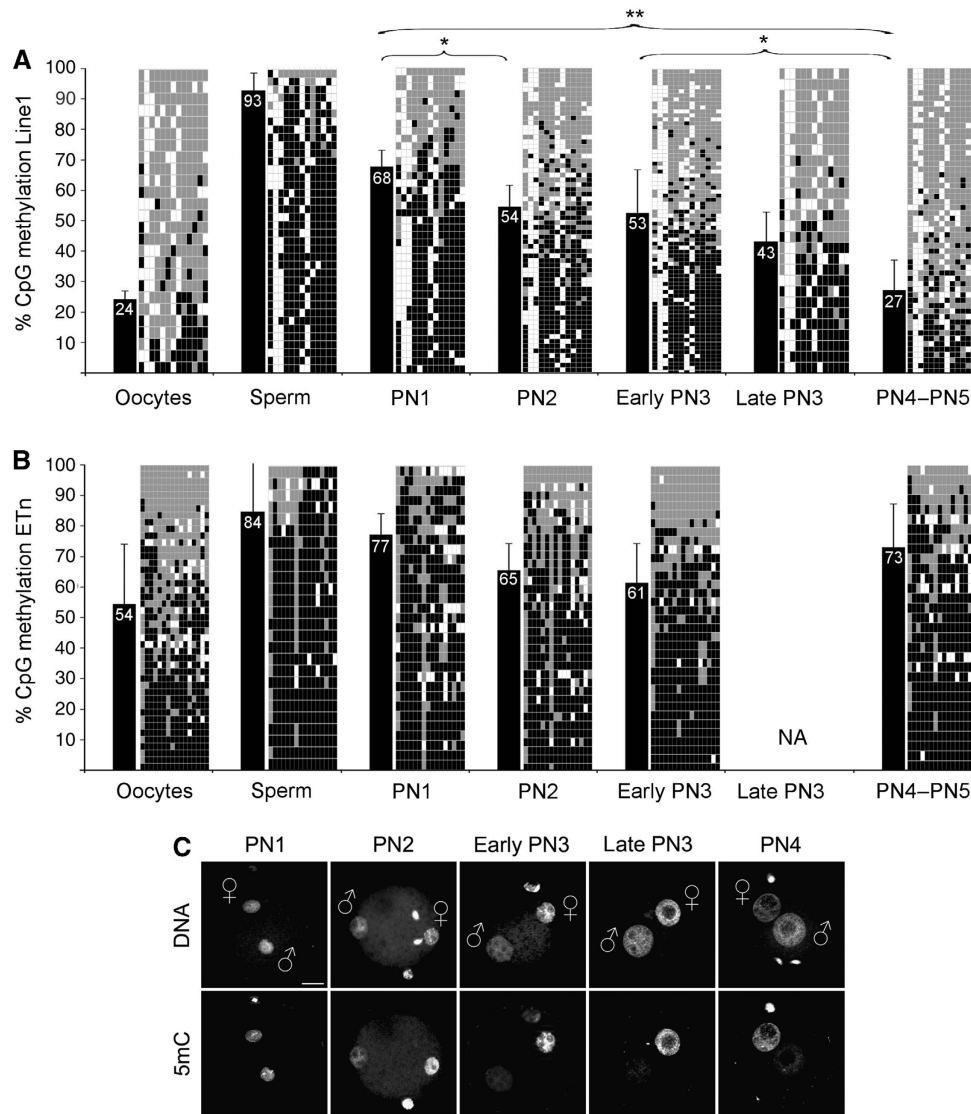 **
* *
A
% CpG methylation Line1
100
90
80
70
60
50
40
30
20
10
24 93 68 54 53 43 27
Oocytes Sperm PN1 PN2 Early PN3 Late PN3 PN4–PN5
B
% CpG methylation ETn
100
90
80
70
60
50
40
30
20
10
54 84 77 65 61 NA 73
Oocytes Sperm PN1 PN2 Early PN3 Late PN3 PN4–PN5
C
PN1 PN2 Early PN3 Late PN3 PN4
DNA
♀ ♂ ♂ ♀ ♂ ♀ ♂ ♀ ♀ ♂
5mC